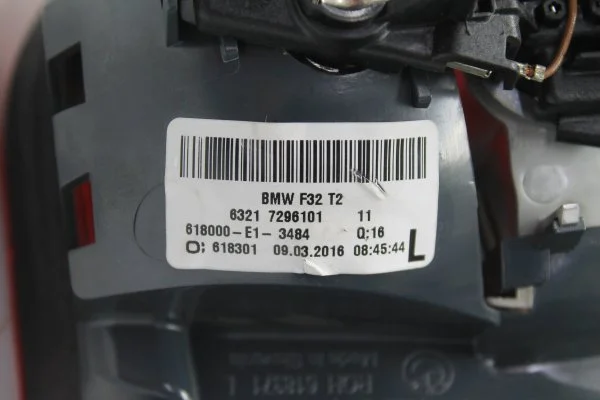 BMW F32 T2
6321 7296101 11
618000-E1-3484 Q:16
O: 618301 09.03.2016 08:45:44 L